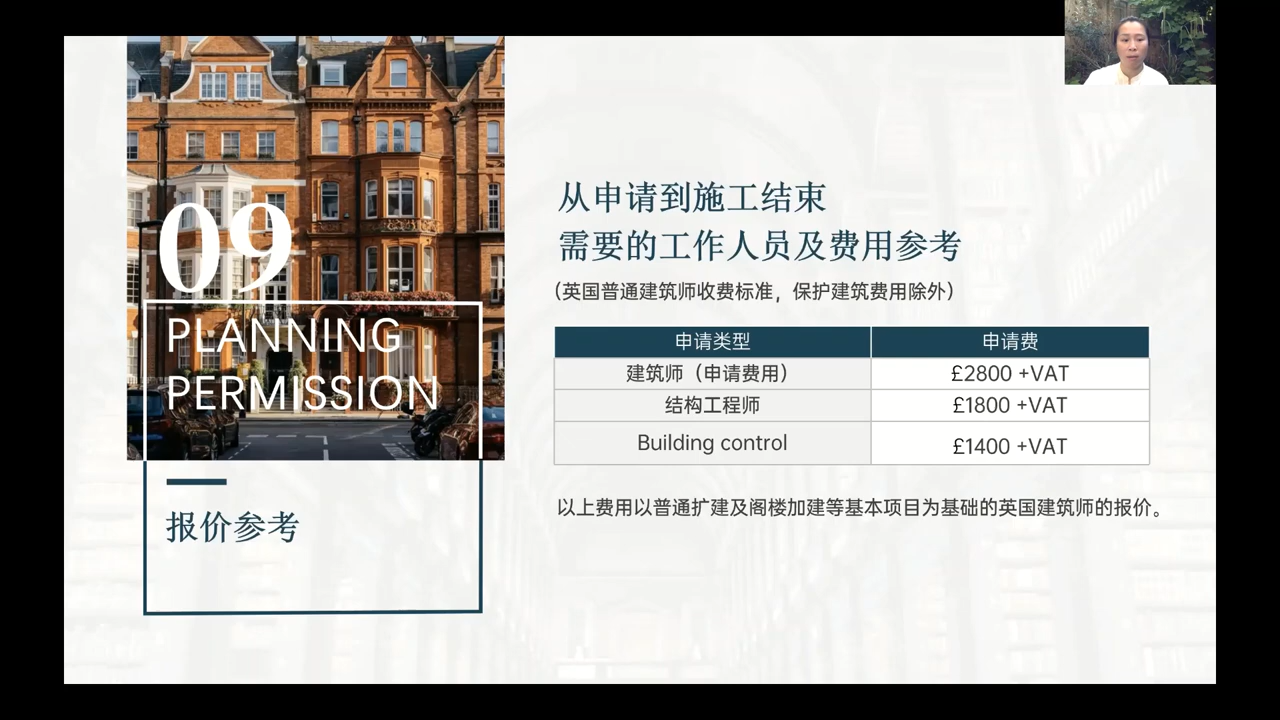 09
PLANNING
PERMISSION
报价参考
从申请到施工结束
需要的工作人员及费用参考
（英国普通建筑师收费标准，保护建筑费用除外）
申请类型 申请费
建筑师（申请费用） £2800 +VAT
结构工程师 £1800 +VAT
Building control £1400 +VAT
以上费用以普通扩建及阁楼加建等基本项目为基础的英国建筑师的报价。